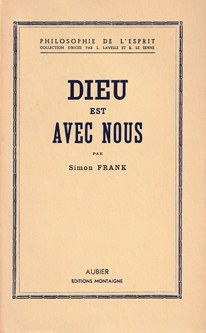 PHILOSOPHIE DE L'ESPRIT
COLLECTION DIRIGÉE PAR L. LAVELLE ET R. LE SENNE
DIEU
EST
AVEC NOUS
PAR
Simon FRANK
AUBIER
EDITIONS MONTAIGNE